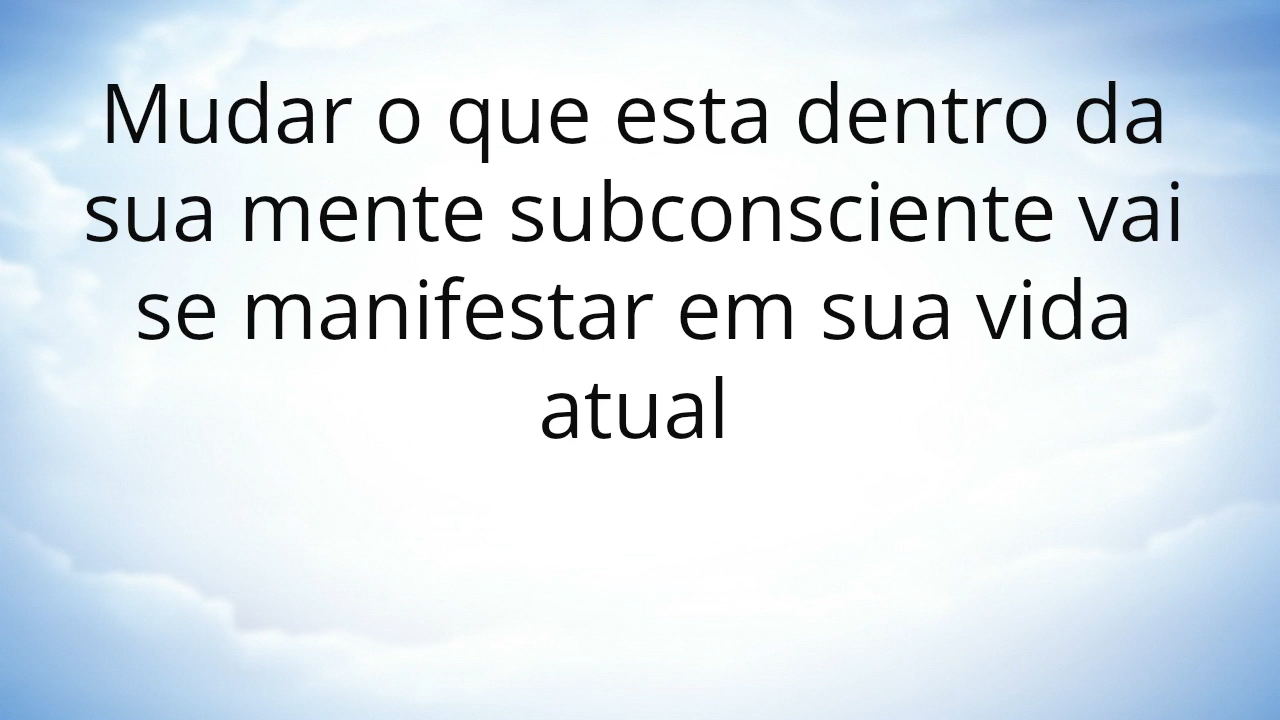 Mudar o que esta dentro da
sua mente subconsciente vai
se manifestar em sua vida
atual